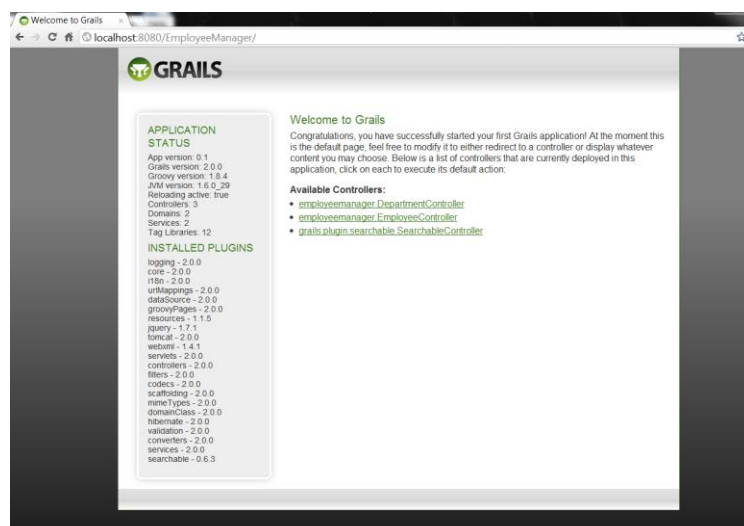 Welcome to Grails
localhost:8080/EmployeeManager/
GRAILS
APPLICATION
STATUS
App version: 0.1
Grails version: 2.0.0
Groovy version: 1.8.4
JVM version: 1.6.0_29
Reloading active: true
Controllers: 3
Domains: 2
Services: 2
Tag Libraries: 12
INSTALLED PLUGINS
logging - 2.0.0
core - 2.0.0
i18n - 2.0.0
urlMappings - 2.0.0
dataSource - 2.0.0
groovyPages - 2.0.0
resources - 1.1.5
jquery - 1.7.1
tomcat - 2.0.0
webxml - 1.4.1
servlets - 2.0.0
controllers - 2.0.0
filters - 2.0.0
codecs - 2.0.0
scaffolding - 2.0.0
mimeTypes - 2.0.0
domainClass - 2.0.0
hibernate - 2.0.0
validation - 2.0.0
converters - 2.0.0
services - 2.0.0
searchable - 0.6.3
Welcome to Grails
Congratulations, you have successfully started your first Grails application! At the moment this
is the default page, feel free to modify it to either redirect to a controller or display whatever
content you may choose. Below is a list of controllers that are currently deployed in this
application, click on each to execute its default action:
Available Controllers:
employeemanager.DepartmentController
employeemanager.EmployeeController
grails.plugin.searchable.SearchableController